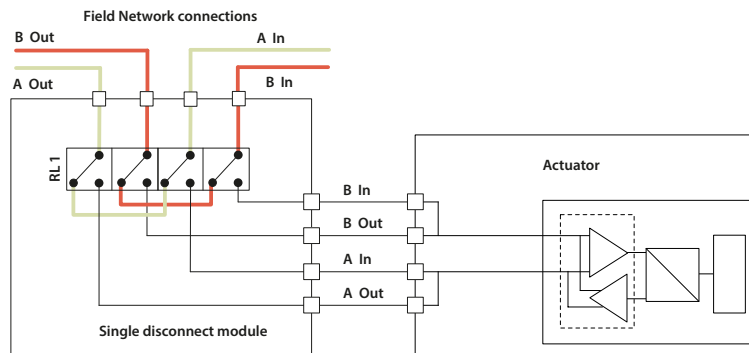 Field Network connections
B Out
A In
A Out
B In
RL 1
Actuator
B In
B Out
A In
A Out
Single disconnect module